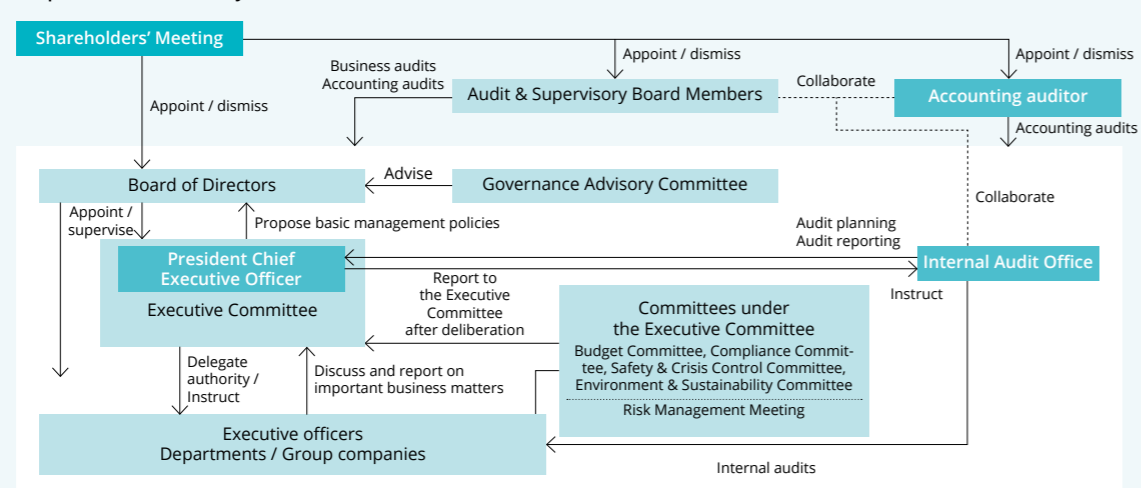 Shareholders' Meeting
Appoint / dismiss
Appoint / dismiss
Appoint / dismiss
Business audits
Accounting audits
Audit & Supervisory Board Members
Collaborate
Accounting auditor
Accounting audits
Board of Directors
Advise
Governance Advisory Committee
Collaborate
Appoint /
supervise
Propose basic management policies
Audit planning
Audit reporting
President Chief
Executive Officer
Executive Committee
Internal Audit Office
Instruct
Report to
the Executive
Committee
after deliberation
Committees under
the Executive Committee
Budget Committee, Compliance Commit-
tee, Safety & Crisis Control Committee,
Environment & Sustainability Committee
Risk Management Meeting
Delegate
authority /
Instruct
Discuss and report on
important business matters
Executive officers
Departments / Group companies
Internal audits